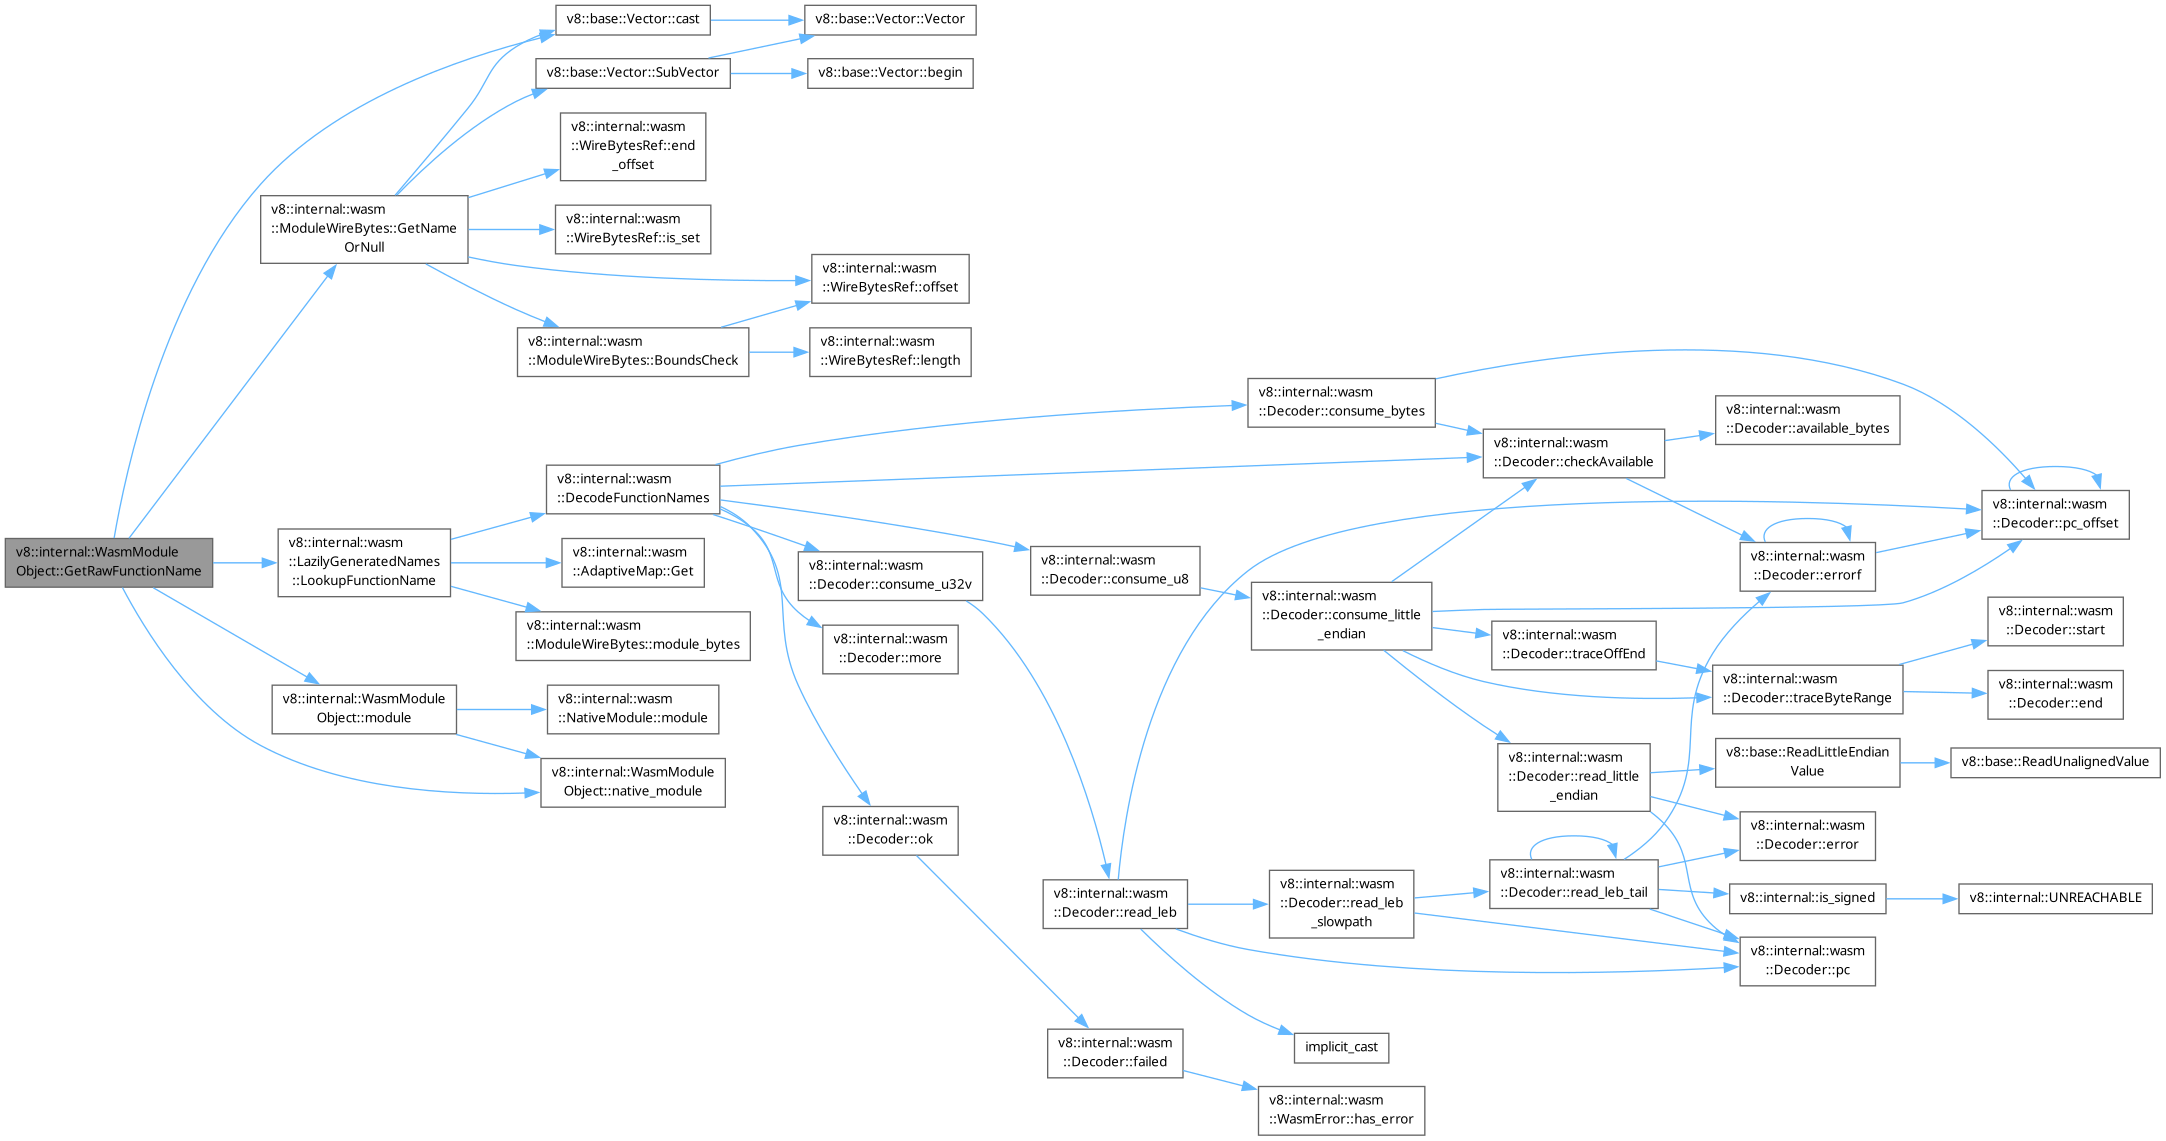 v8::base::Vector::cast
v8::base::Vector::Vector
v8::base::Vector::SubVector
v8::base::Vector::begin
v8::internal::wasm
::WireBytesRef::end
_offset
v8::internal::wasm
::ModuleWireBytes::GetName
OrNull
v8::internal::wasm
::WireBytesRef::is_set
v8::internal::wasm
::WireBytesRef::offset
v8::internal::wasm
::ModuleWireBytes::BoundsCheck
v8::internal::wasm
::WireBytesRef::length
v8::internal::wasm
::Decoder::consume_bytes
v8::internal::wasm
::Decoder::available_bytes
v8::internal::wasm
::Decoder::checkAvailable
v8::internal::wasm
::DecodeFunctionNames
v8::internal::wasm
::Decoder::pc_offset
v8::internal::WasmModule
Object::GetRawFunctionName
v8::internal::wasm
::LazilyGeneratedNames
::LookupFunctionName
v8::internal::wasm
::AdaptiveMap::Get
v8::internal::wasm
::Decoder::consume_u32v
v8::internal::wasm
::Decoder::consume_u8
v8::internal::wasm
::Decoder::errorf
v8::internal::wasm
::Decoder::consume_little
_endian
v8::internal::wasm
::ModuleWireBytes::module_bytes
v8::internal::wasm
::Decoder::more
v8::internal::wasm
::Decoder::traceOffEnd
v8::internal::wasm
::Decoder::start
v8::internal::wasm
::Decoder::traceByteRange
v8::internal::wasm
::Decoder::end
v8::internal::WasmModule
Object::module
v8::internal::wasm
::NativeModule::module
v8::internal::WasmModule
Object::native_module
v8::internal::wasm
::Decoder::read_little
_endian
v8::base::ReadLittleEndian
Value
v8::base::ReadUnalignedValue
v8::internal::wasm
::Decoder::ok
v8::internal::wasm
::Decoder::error
v8::internal::wasm
::Decoder::read_leb
v8::internal::wasm
::Decoder::read_leb
_slowpath
v8::internal::wasm
::Decoder::read_leb_tail
v8::internal::is_signed
v8::internal::UNREACHABLE
v8::internal::wasm
::Decoder::pc
v8::internal::wasm
::Decoder::failed
implicit_cast
v8::internal::wasm
::WasmError::has_error